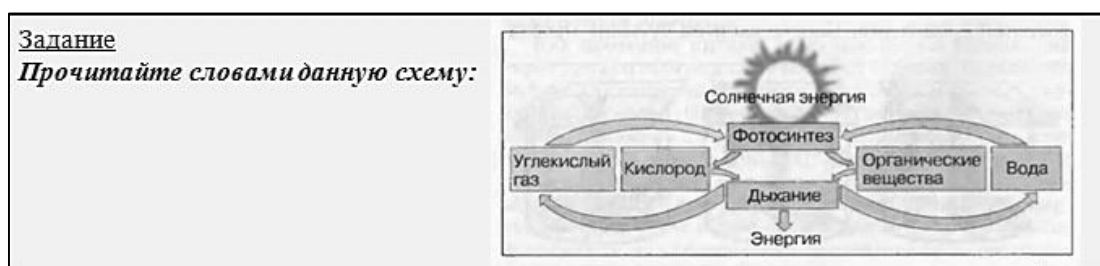 Задание
Прочитайте словами данную схему:
Солнечная энергия
Фотосинтез
Углекислый
газ
Кислород
Органические
вещества
Вода
Дыхание
Энергия